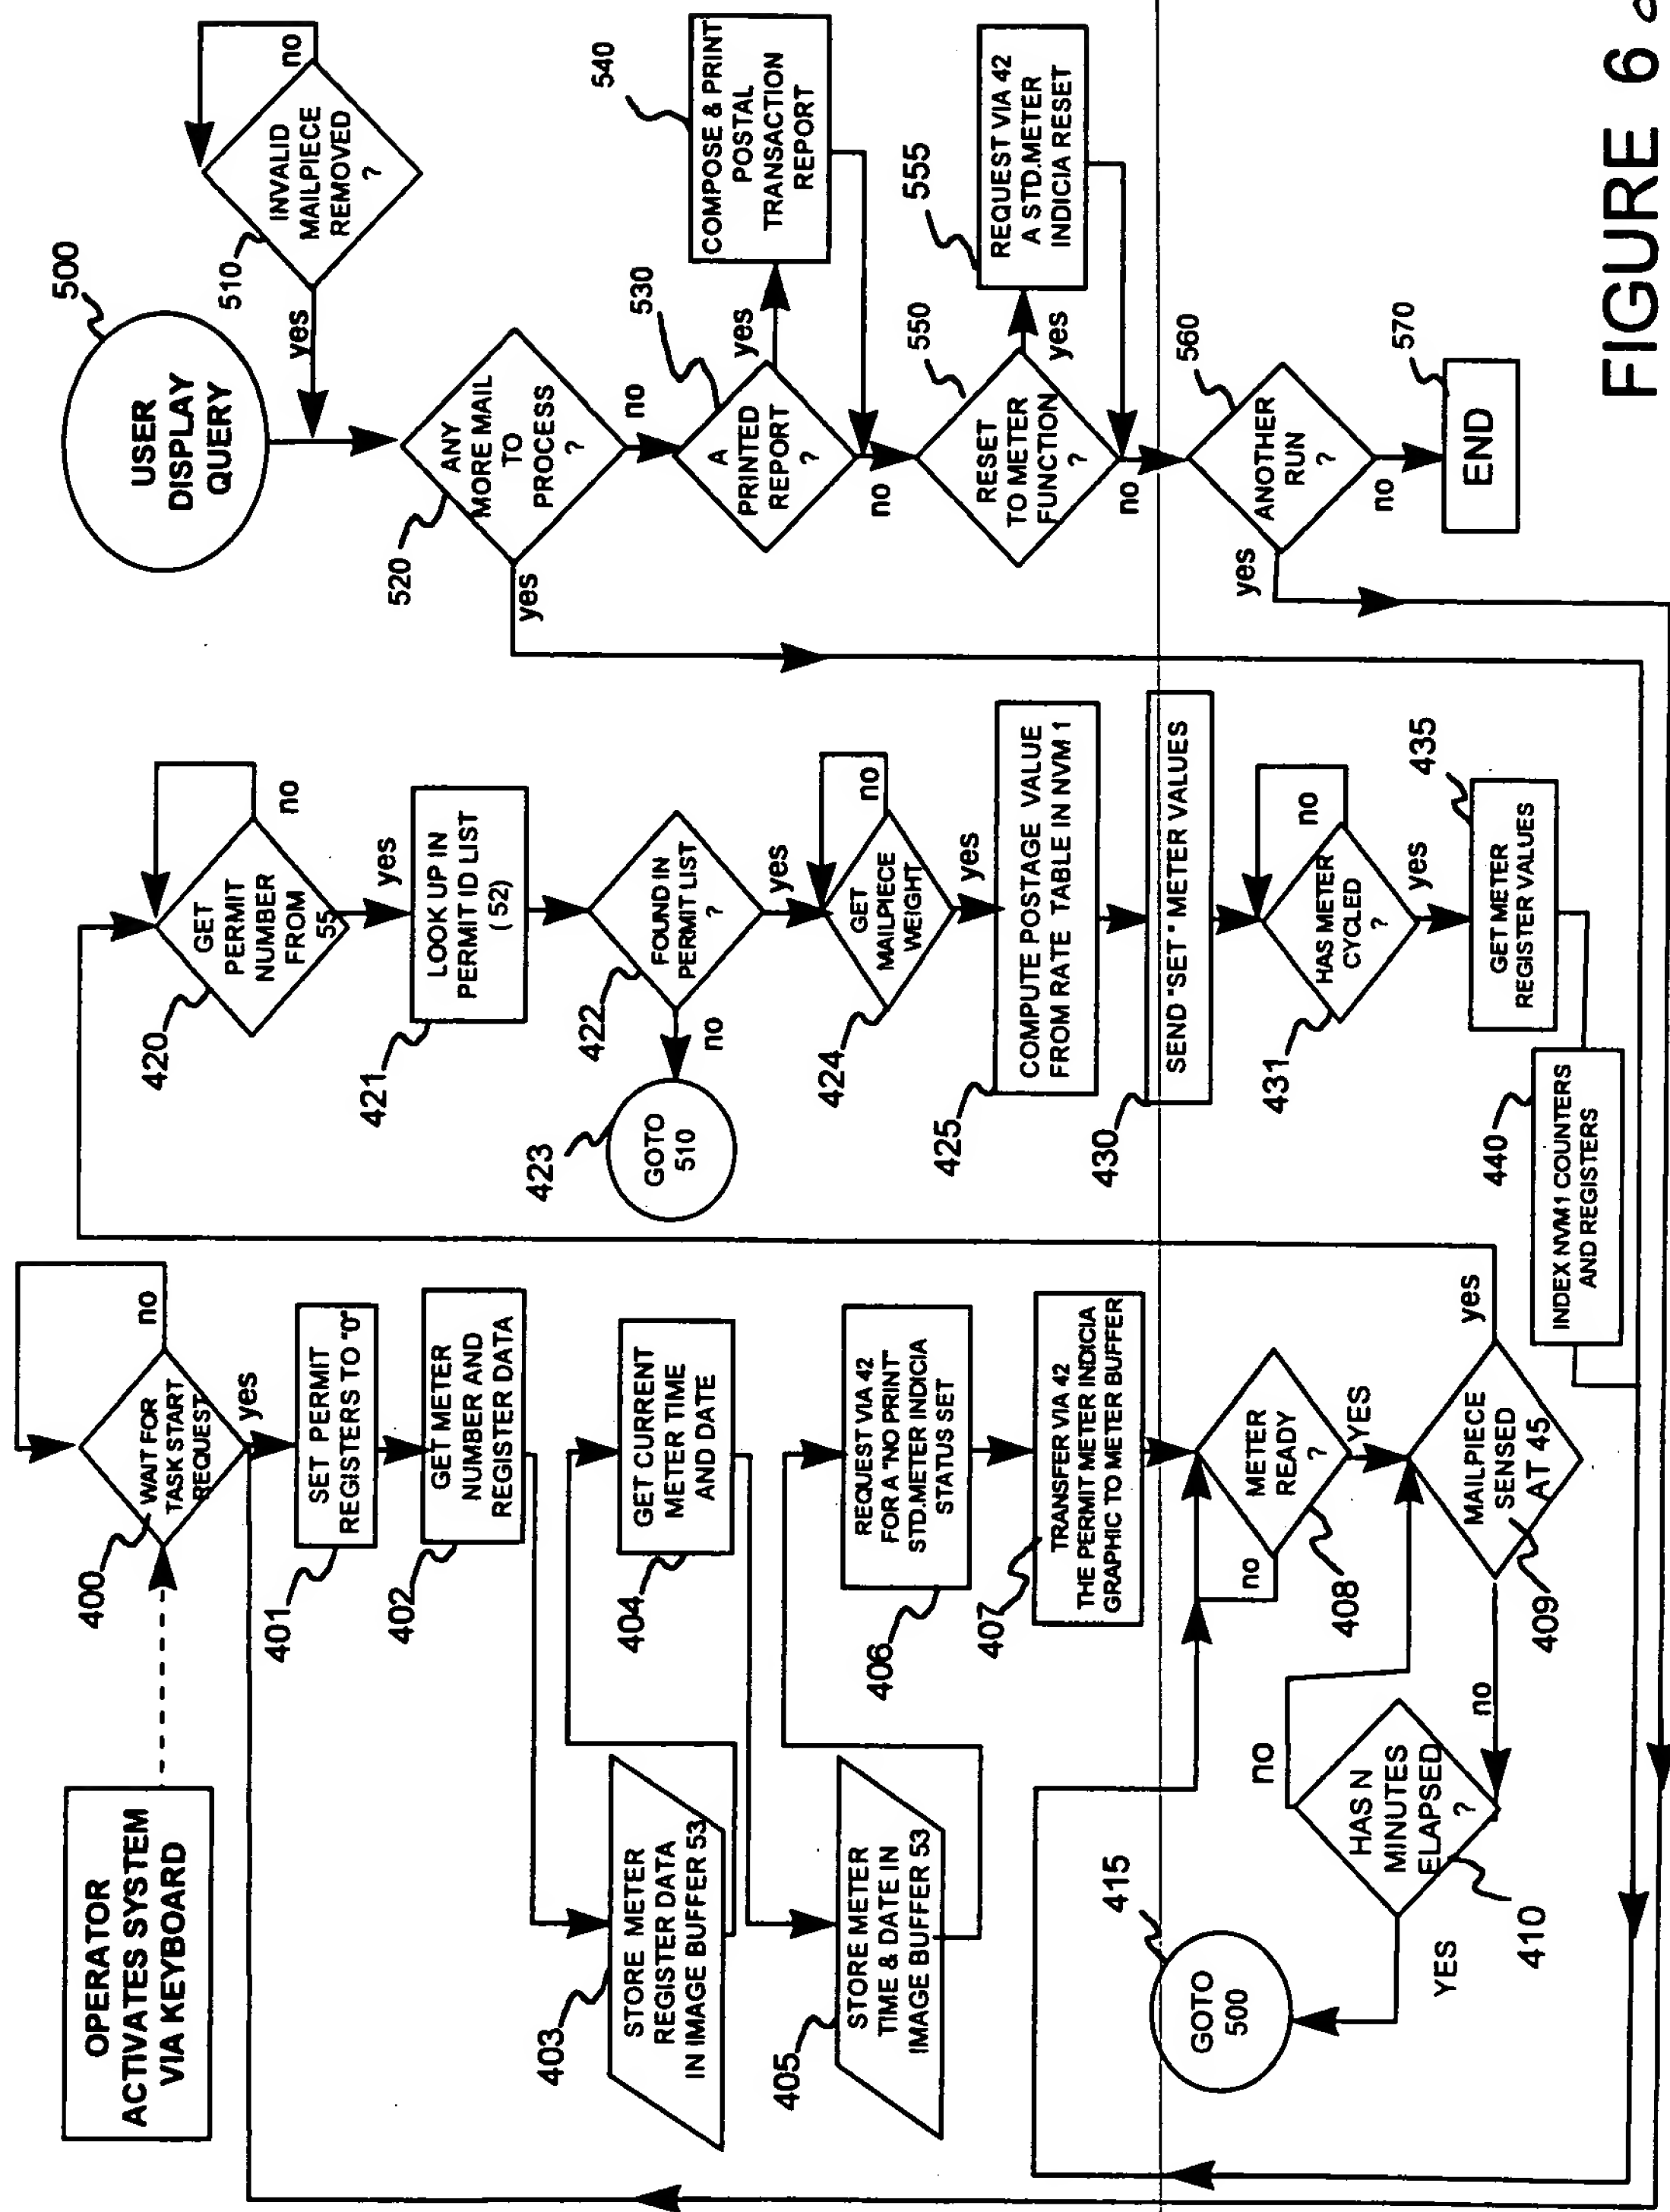 OPERATOR
ACTIVATES SYSTEM
VIA KEYBOARD
400
WAIT FOR
TASK START
REQUEST
no
yes
401
SET PERMIT
REGISTERS TO "0"
402
GET METER
NUMBER AND
REGISTER DATA
403
STORE METER
REGISTER DATA
IN IMAGE BUFFER 53
404
GET CURRENT
METER TIME
AND DATE
405
STORE METER
TIME & DATE IN
IMAGE BUFFER 53
406
REQUEST VIA 42
FOR A "NO PRINT"
STD.METER INDICIA
STATUS SET
407
TRANSFER VIA 42
THE PERMIT METER INDICIA
GRAPHIC TO METER BUFFER
408
METER
READY
?
no
YES
409
MAILPIECE
SENSED
AT 45
yes
no
410
HAS N
MINUTES
ELAPSED
?
no
YES
415
GOTO
500
420
GET
PERMIT
NUMBER
FROM
55
no
yes
421
LOOK UP IN
PERMIT ID LIST
( 52)
422
FOUND IN
PERMIT LIST
?
no
yes
423
GOTO
510
424
GET
MAILPIECE
WEIGHT
no
yes
425
COMPUTE POSTAGE VALUE
FROM RATE TABLE IN NVM 1
430
SEND "SET" METER VALUES
431
HAS METER
CYCLED
?
no
yes
435
GET METER
REGISTER VALUES
440
INDEX NVM1 COUNTERS
AND REGISTERS
500
USER
DISPLAY
QUERY
510
INVALID
MAILPIECE
REMOVED
?
no
yes
520
ANY
MORE MAIL
TO
PROCESS
?
yes
no
530
A
PRINTED
REPORT
?
yes
no
540
COMPOSE & PRINT
POSTAL
TRANSACTION
REPORT
550
RESET
TO METER
FUNCTION
?
yes
no
555
REQUEST VIA 42
A STD.METER
INDICIA RESET
560
ANOTHER
RUN
?
yes
no
570
END
FIGURE 6